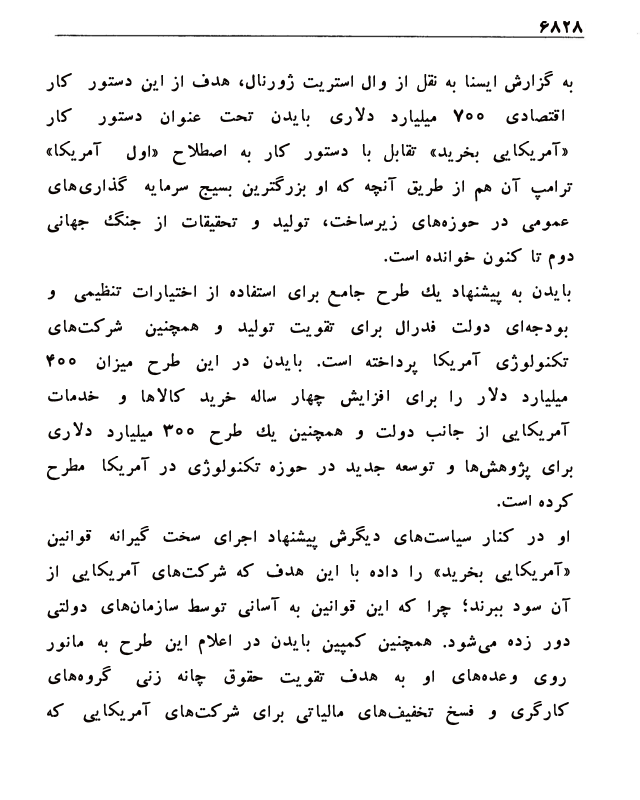 ۶۸۲۸
به گزارش ایسنا به نقل از وال استریت ژورنال، هدف از این دستور کار
اقتصادی ۷۰۰ میلیارد دلاری بایدن تحت عنوان دستور کار
«آمریکایی بخرید» تقابل با دستور کار به اصطلاح «اول آمریکا»
ترامپ آن هم از طریق آنچه که او بزرگترین بسیج سرمایه گذاری‌های
عمومی در حوزه‌های زیرساخت، تولید و تحقیقات از جنگ جهانی
دوم تا کنون خوانده است.
بایدن به پیشنهاد یك طرح جامع برای استفاده از اختیارات تنظیمی و
بودجه‌ای دولت فدرال برای تقویت تولید و همچنین شرکت‌های
تکنولوژی آمریکا پرداخته است. بایدن در این طرح میزان ۴۰۰
میلیارد دلار را برای افزایش چهار ساله خرید کالاها و خدمات
آمریکایی از جانب دولت و همچنین یك طرح ۳۰۰ میلیارد دلاری
برای پژوهش‌ها و توسعه جدید در حوزه تکنولوژی در آمریکا مطرح
کرده است.
او در کنار سیاست‌های دیگرش پیشنهاد اجرای سخت گیرانه قوانین
«آمریکایی بخرید» را داده با این هدف که شرکت‌های آمریکایی از
آن سود ببرند؛ چرا که این قوانین به آسانی توسط سازمان‌های دولتی
دور زده می‌شود. همچنین کمپین بایدن در اعلام این طرح به مانور
روی وعده‌های او به هدف تقویت حقوق چانه زنی گروه‌های
کارگری و فسخ تخفیف‌های مالیاتی برای شرکت‌های آمریکایی که